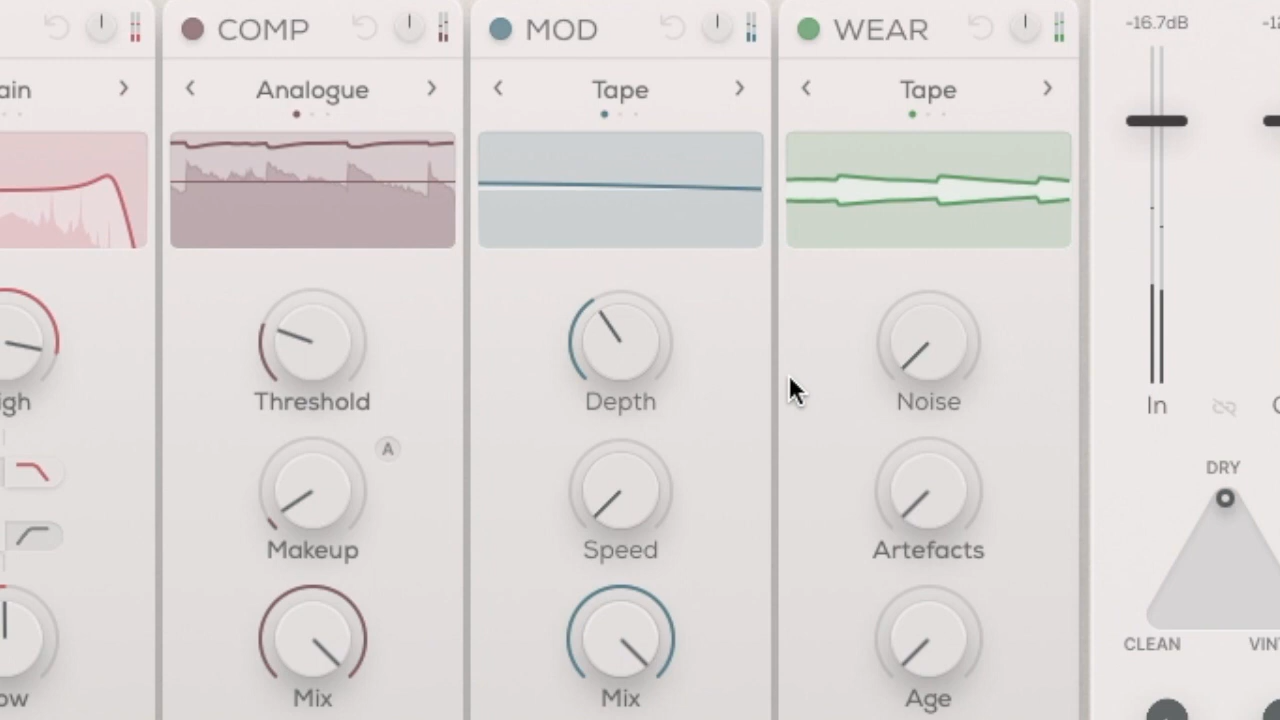 COMP
MOD
WEAR
-16.7dB
Analogue
Tape
Tape
Threshold
Depth
Noise
In
A
DRY
Makeup
Speed
Artefacts
CLEAN
Mix
Mix
Age